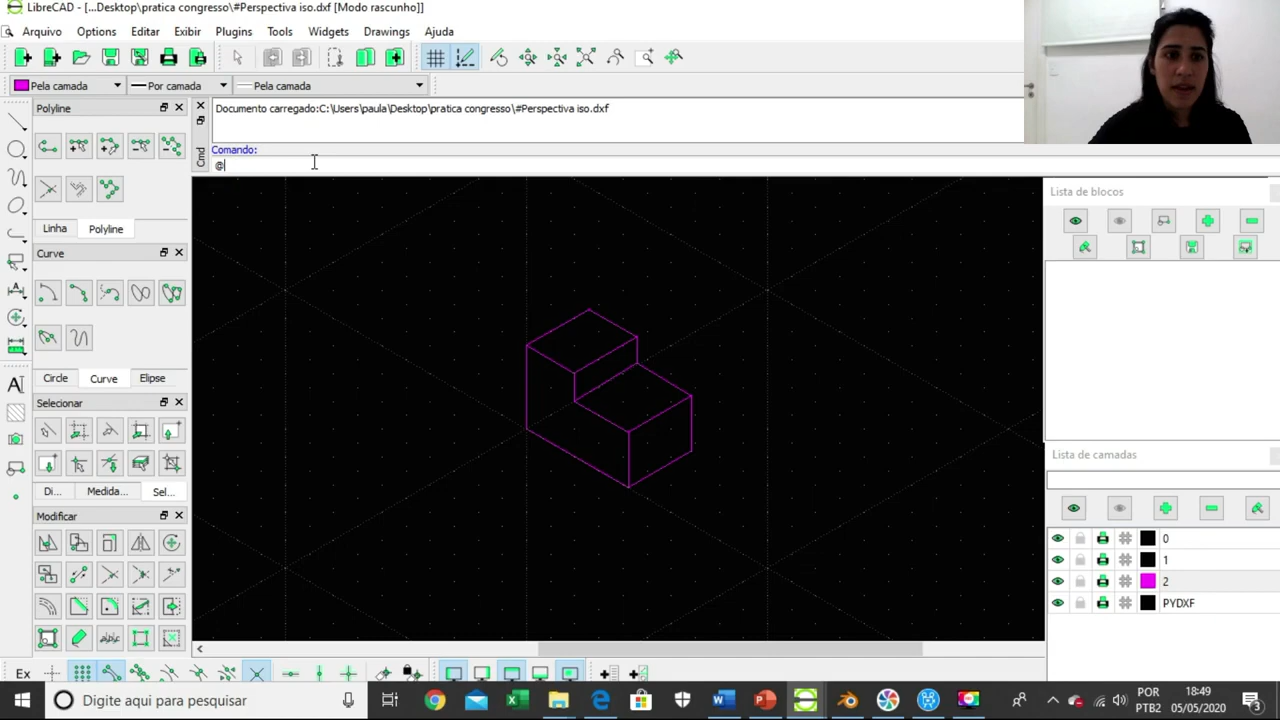 LibreCAD - [...Desktop\pratica congresso\#Perspectiva iso.dxf [Modo rascunho]]
Arquivo Options Editar Exibir Plugins Tools Widgets Drawings Ajuda
Pela camada Por camada Pela camada
Polyline
Documento carregado:C:\Users\paula\Desktop\pratica congresso\#Perspectiva iso.dxf
Cmd
Comando:
@
Linha Polyline
Curve
Circle Curve Elipse
Selecionar
Di... Medida... Sel...
Modificar
Lista de blocos
Lista de camadas
0
1
2
PYDXF
Ex
Digite aqui para pesquisar
POR
PTB2
18:49
05/05/2020